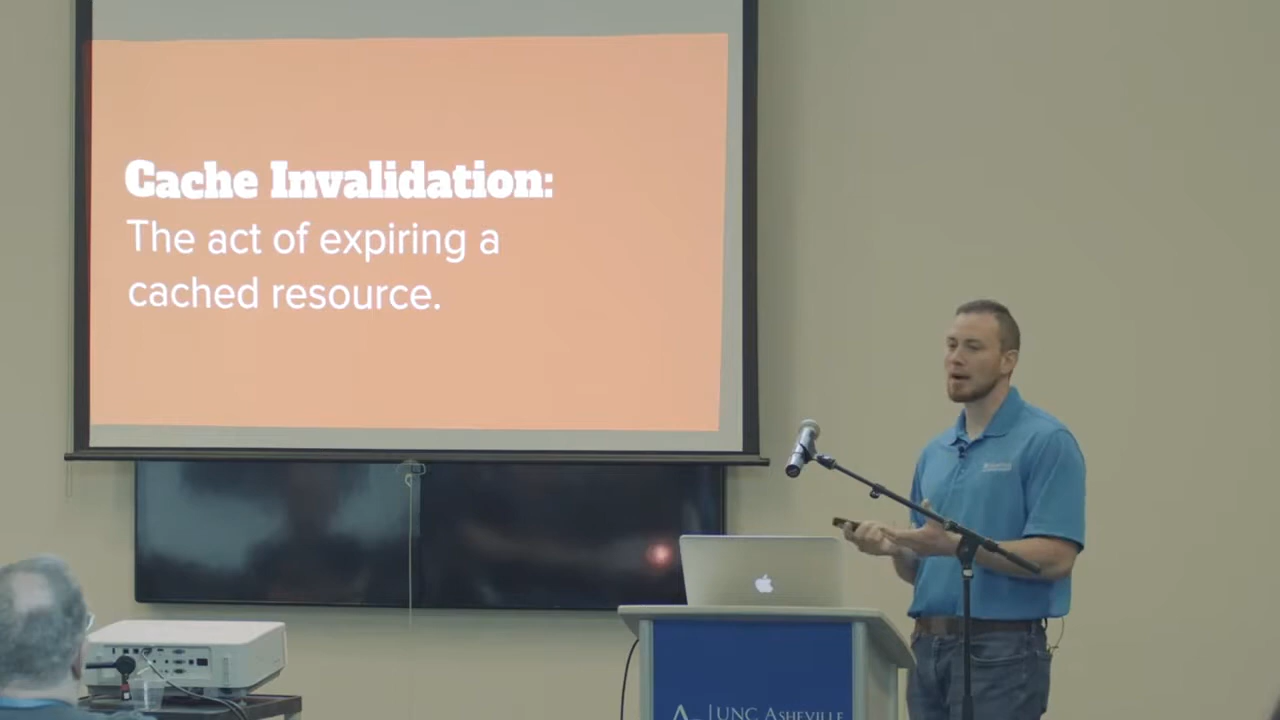 Cache Invalidation:
The act of expiring a
cached resource.
UNC ASHEVILLE